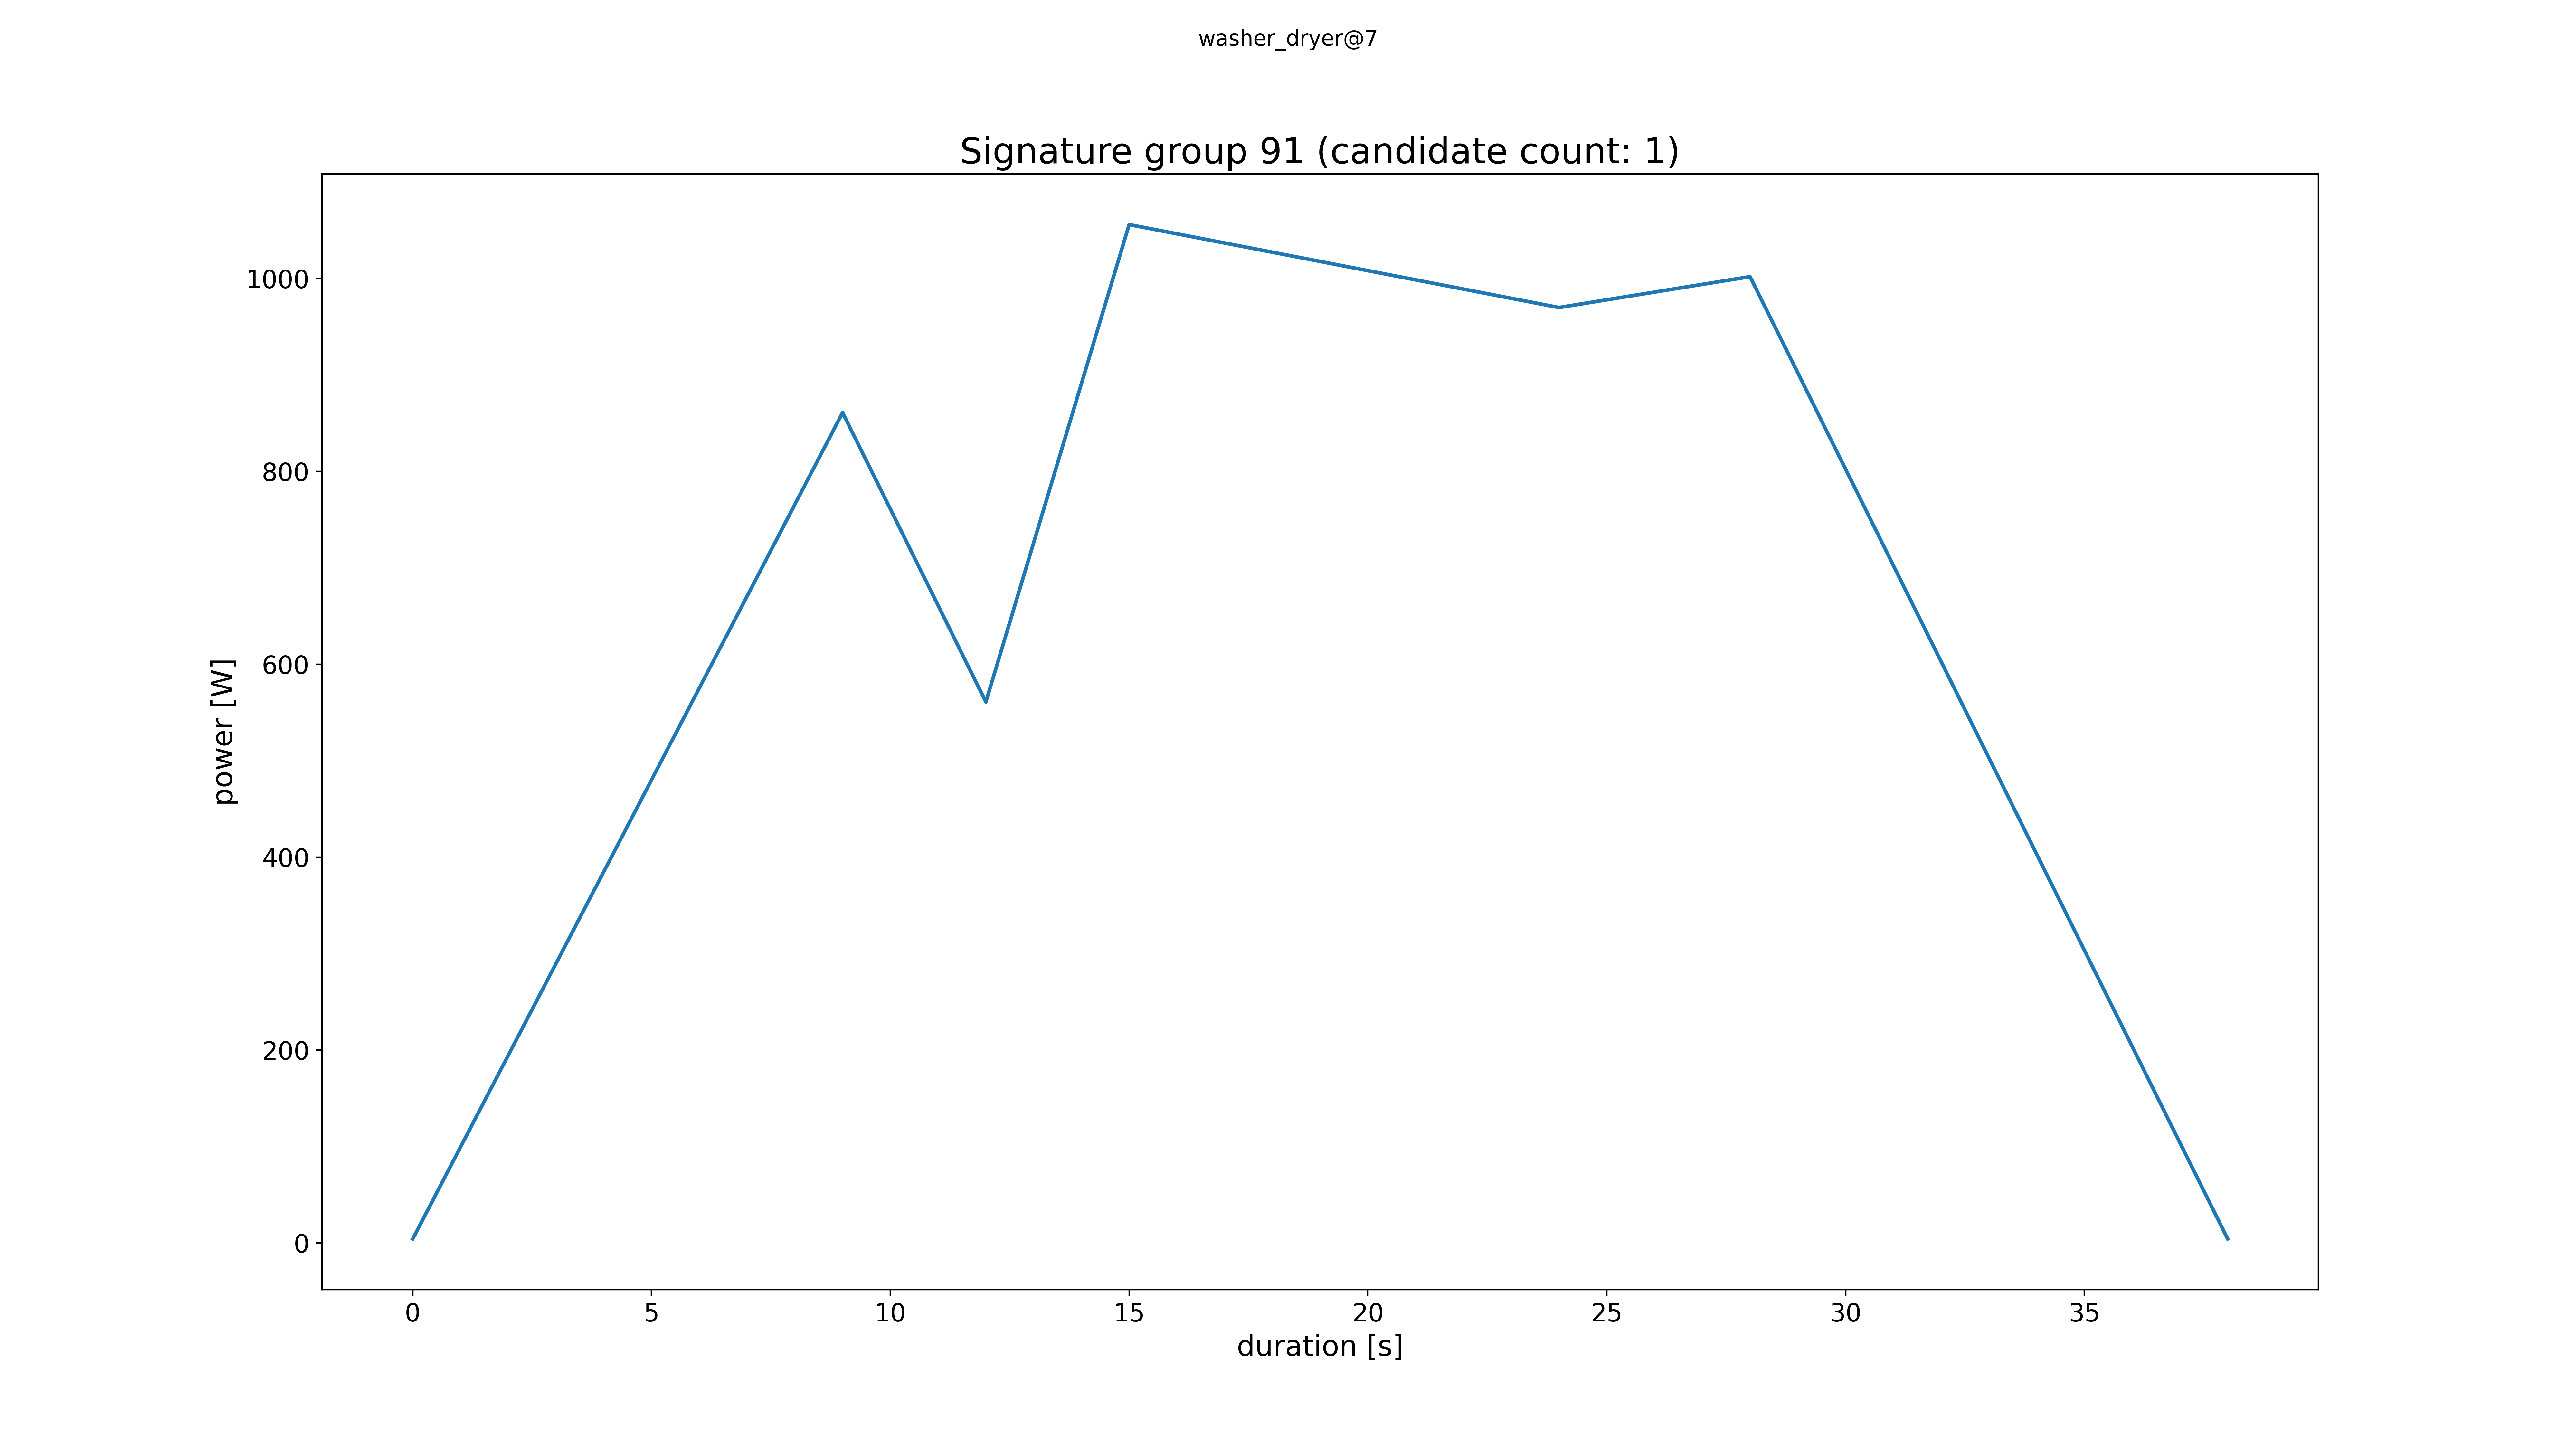 washer_dryer@7
Signature group 91 (candidate count: 1)
power [W]
1000
800
600
400
200
0
0 5 10 15 20 25 30 35
duration [s]